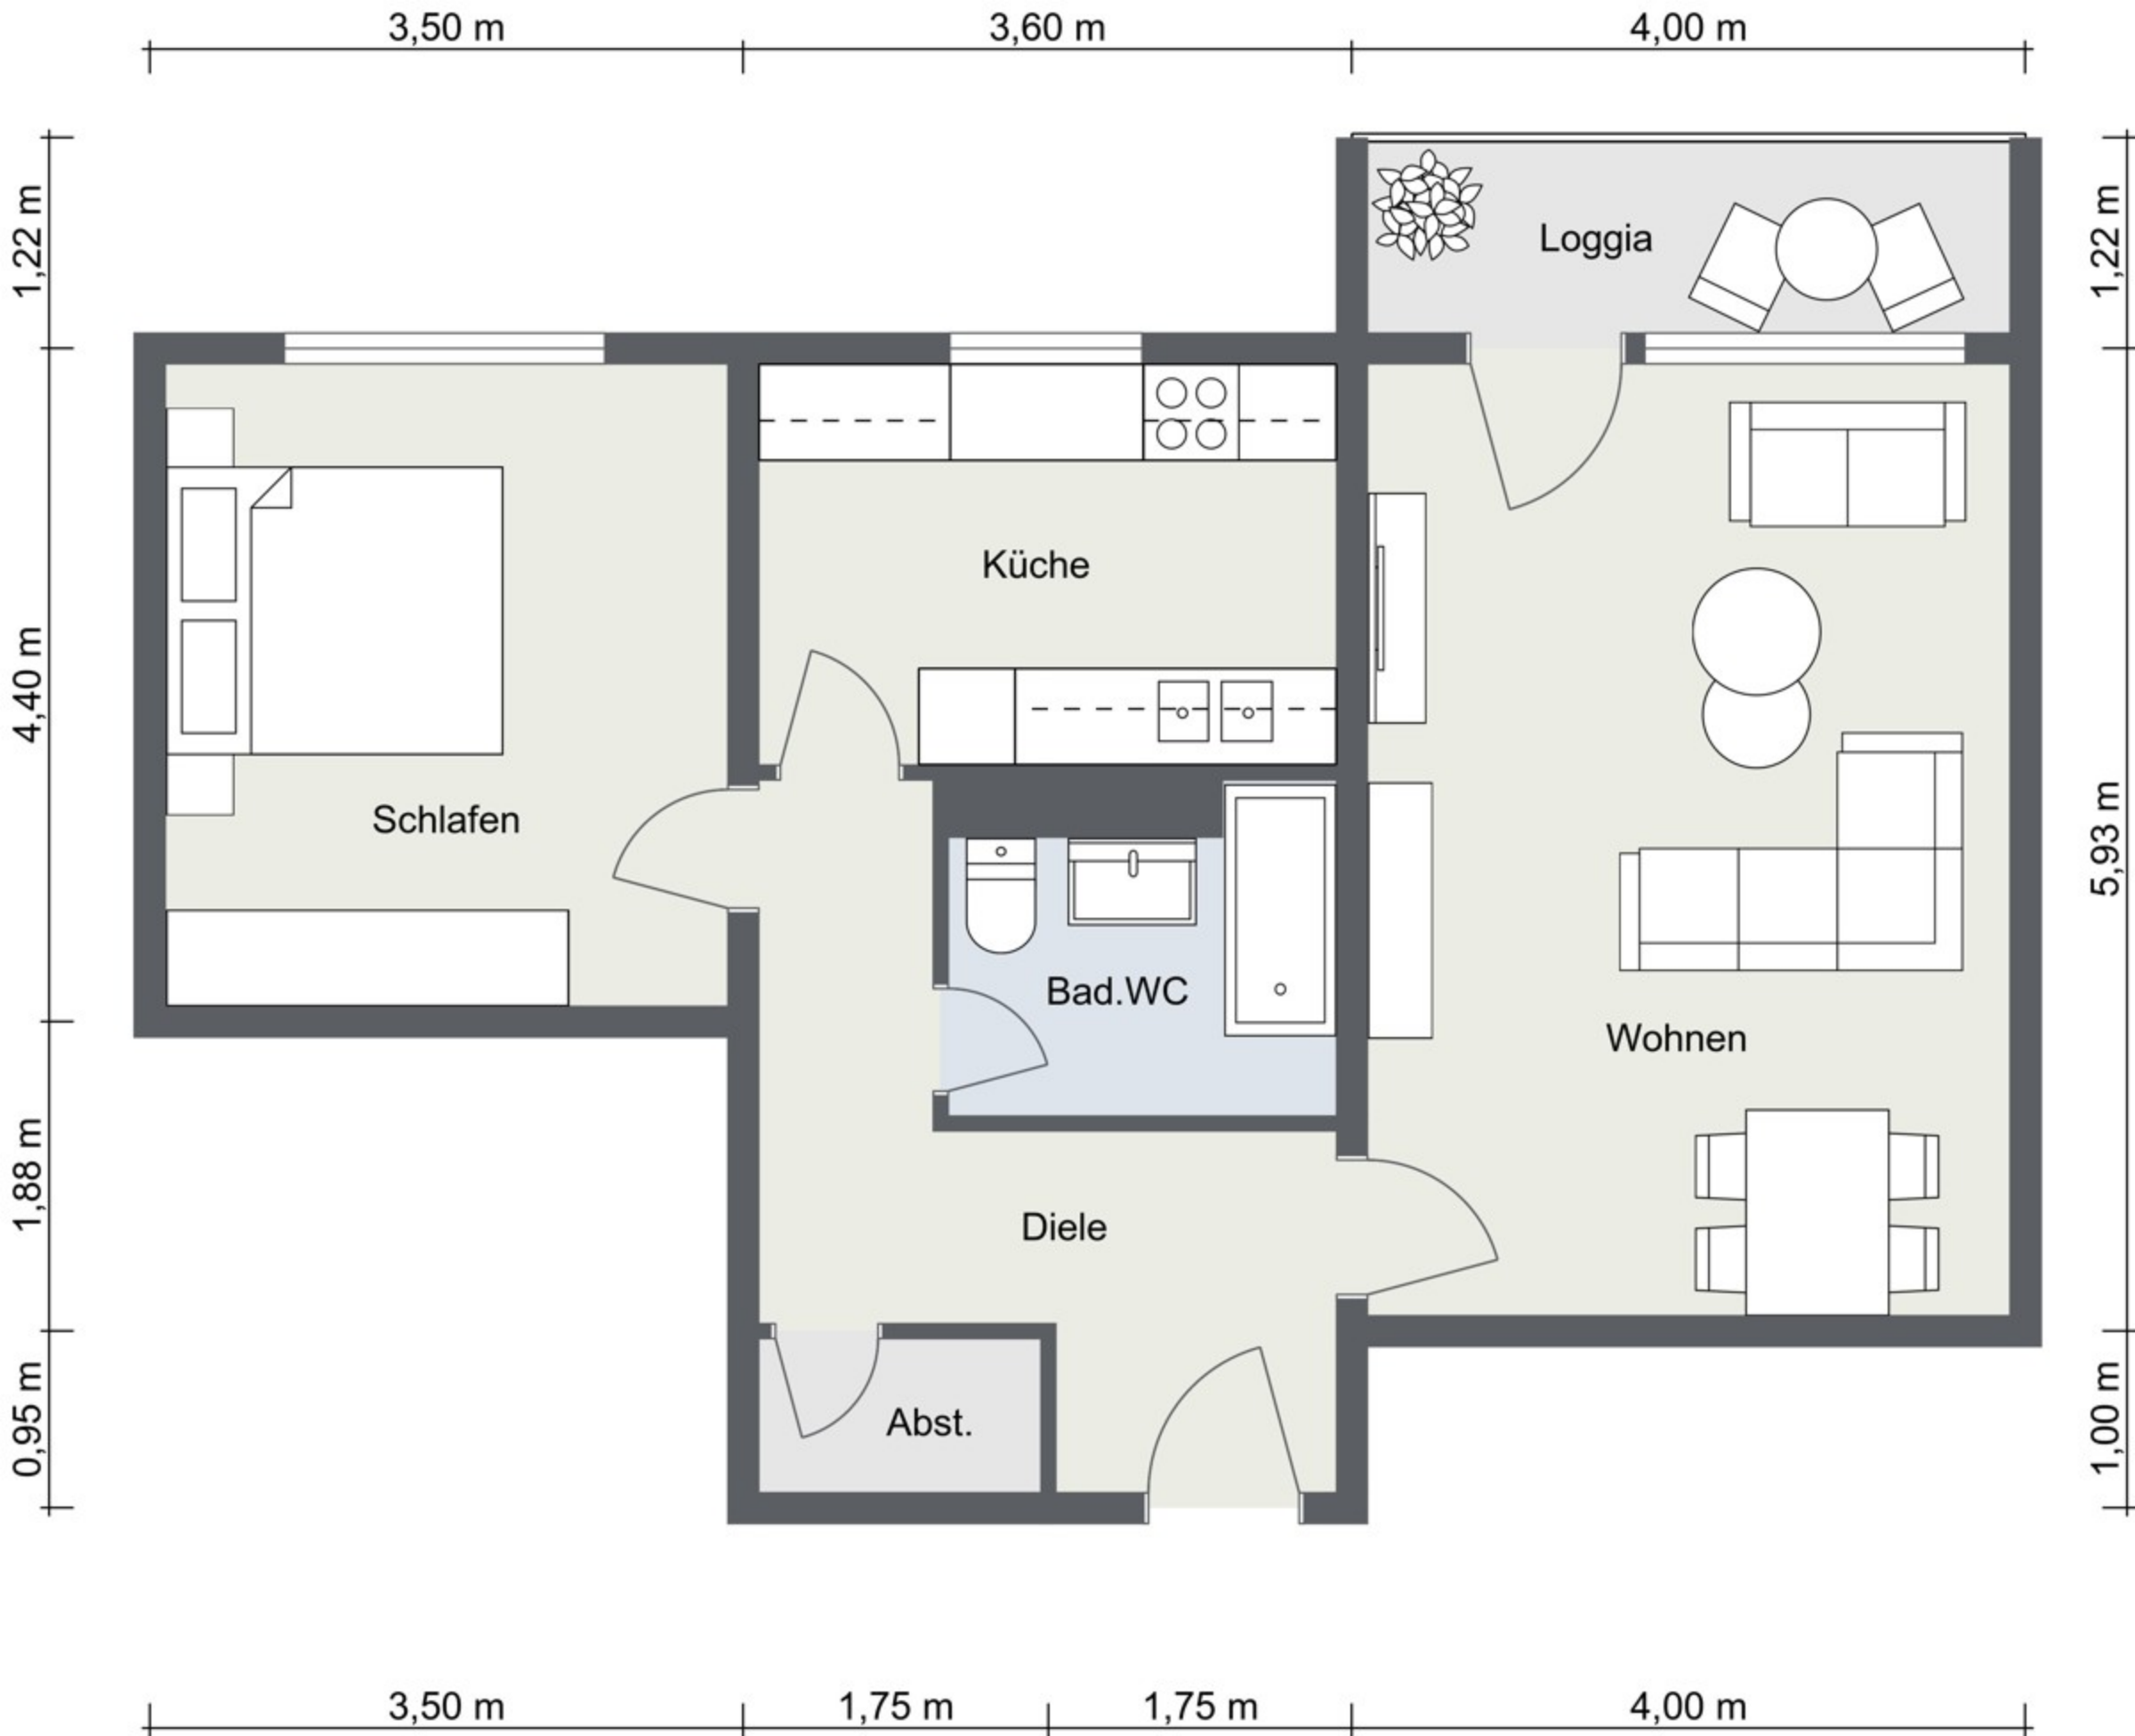 3,50 m
3,60 m
4,00 m
1,22 m
1,22 m
Loggia
Küche
4,40 m
Schlafen
5,93 m
Bad.WC
Wohnen
1,88 m
Diele
0,95 m
Abst.
1,00 m
3,50 m
1,75 m
1,75 m
4,00 m